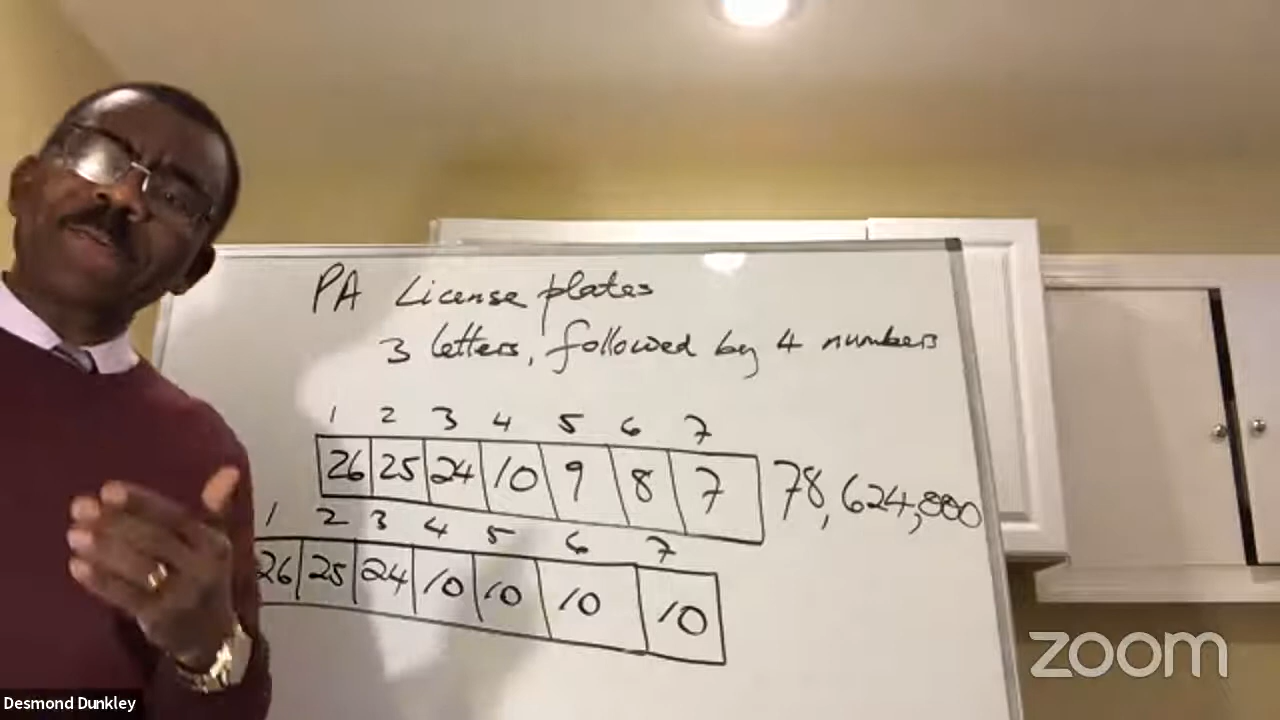 PA License plates
3 letters, followed by 4 numbers
1 2 3 4 5 6 7
26 25 24 10 9 8 7 78,624,000
1 2 3 4 5 6 7
26 25 24 10 10 10 10
zoom
Desmond Dunkley